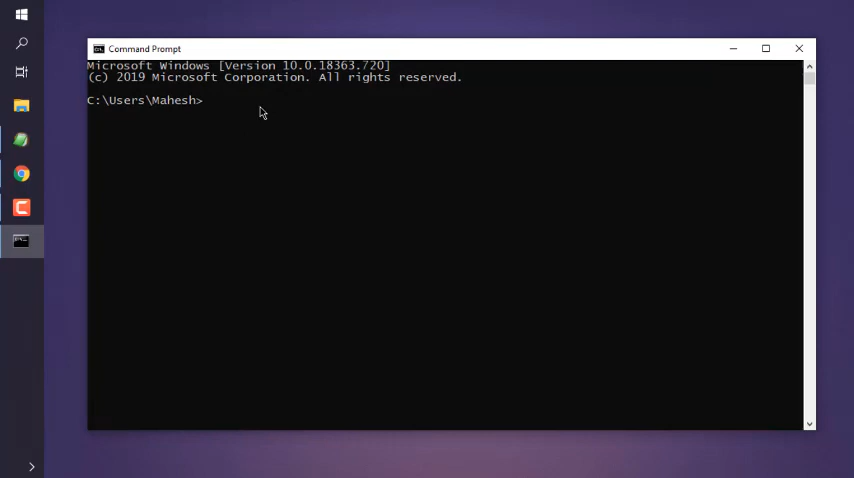 Command Prompt
Microsoft Windows [Version 10.0.18363.720]
(c) 2019 Microsoft Corporation. All rights reserved.
C:\Users\Mahesh>